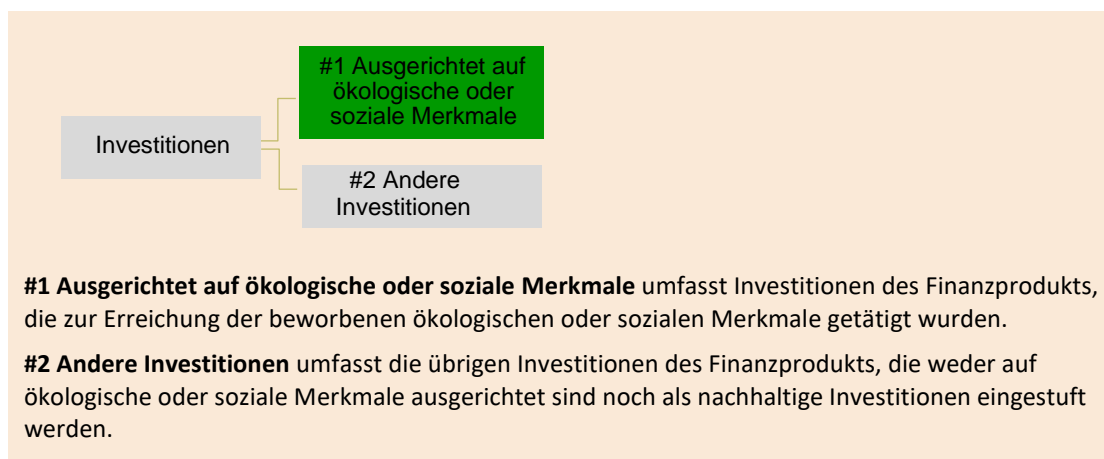 #1 Ausgerichtet auf
ökologische oder
soziale Merkmale
Investitionen
#2 Andere
Investitionen
#1 Ausgerichtet auf ökologische oder soziale Merkmale umfasst Investitionen des Finanzprodukts,
die zur Erreichung der beworbenen ökologischen oder sozialen Merkmale getätigt wurden.
#2 Andere Investitionen umfasst die übrigen Investitionen des Finanzprodukts, die weder auf
ökologische oder soziale Merkmale ausgerichtet sind noch als nachhaltige Investitionen eingestuft
werden.